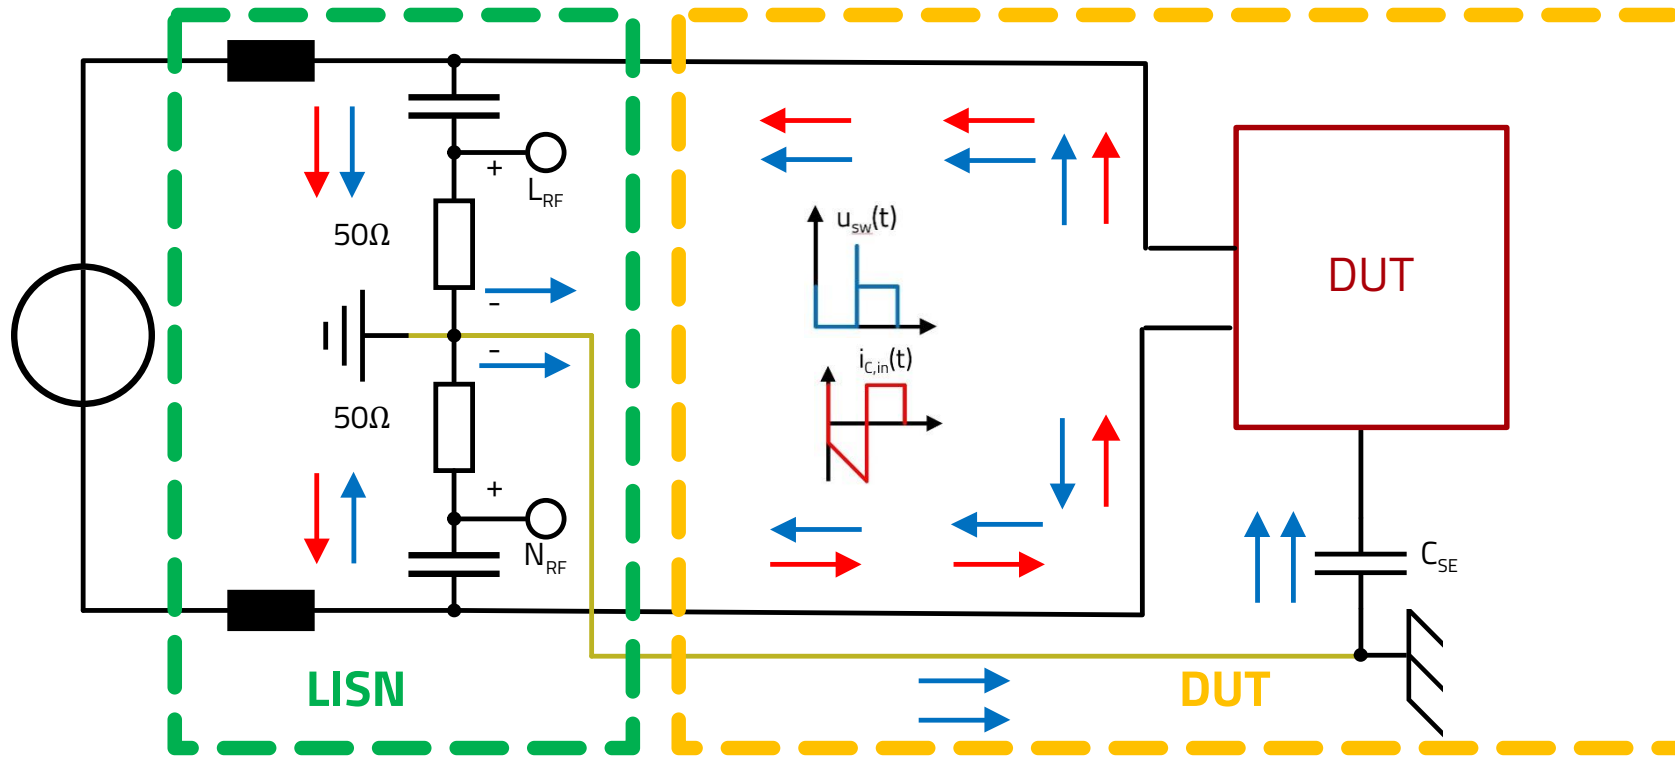 +
L_RF
50Ω
u_sw(t)
DUT
-
-
i_C,in(t)
50Ω
+
N_RF
C_SE
LISN
DUT